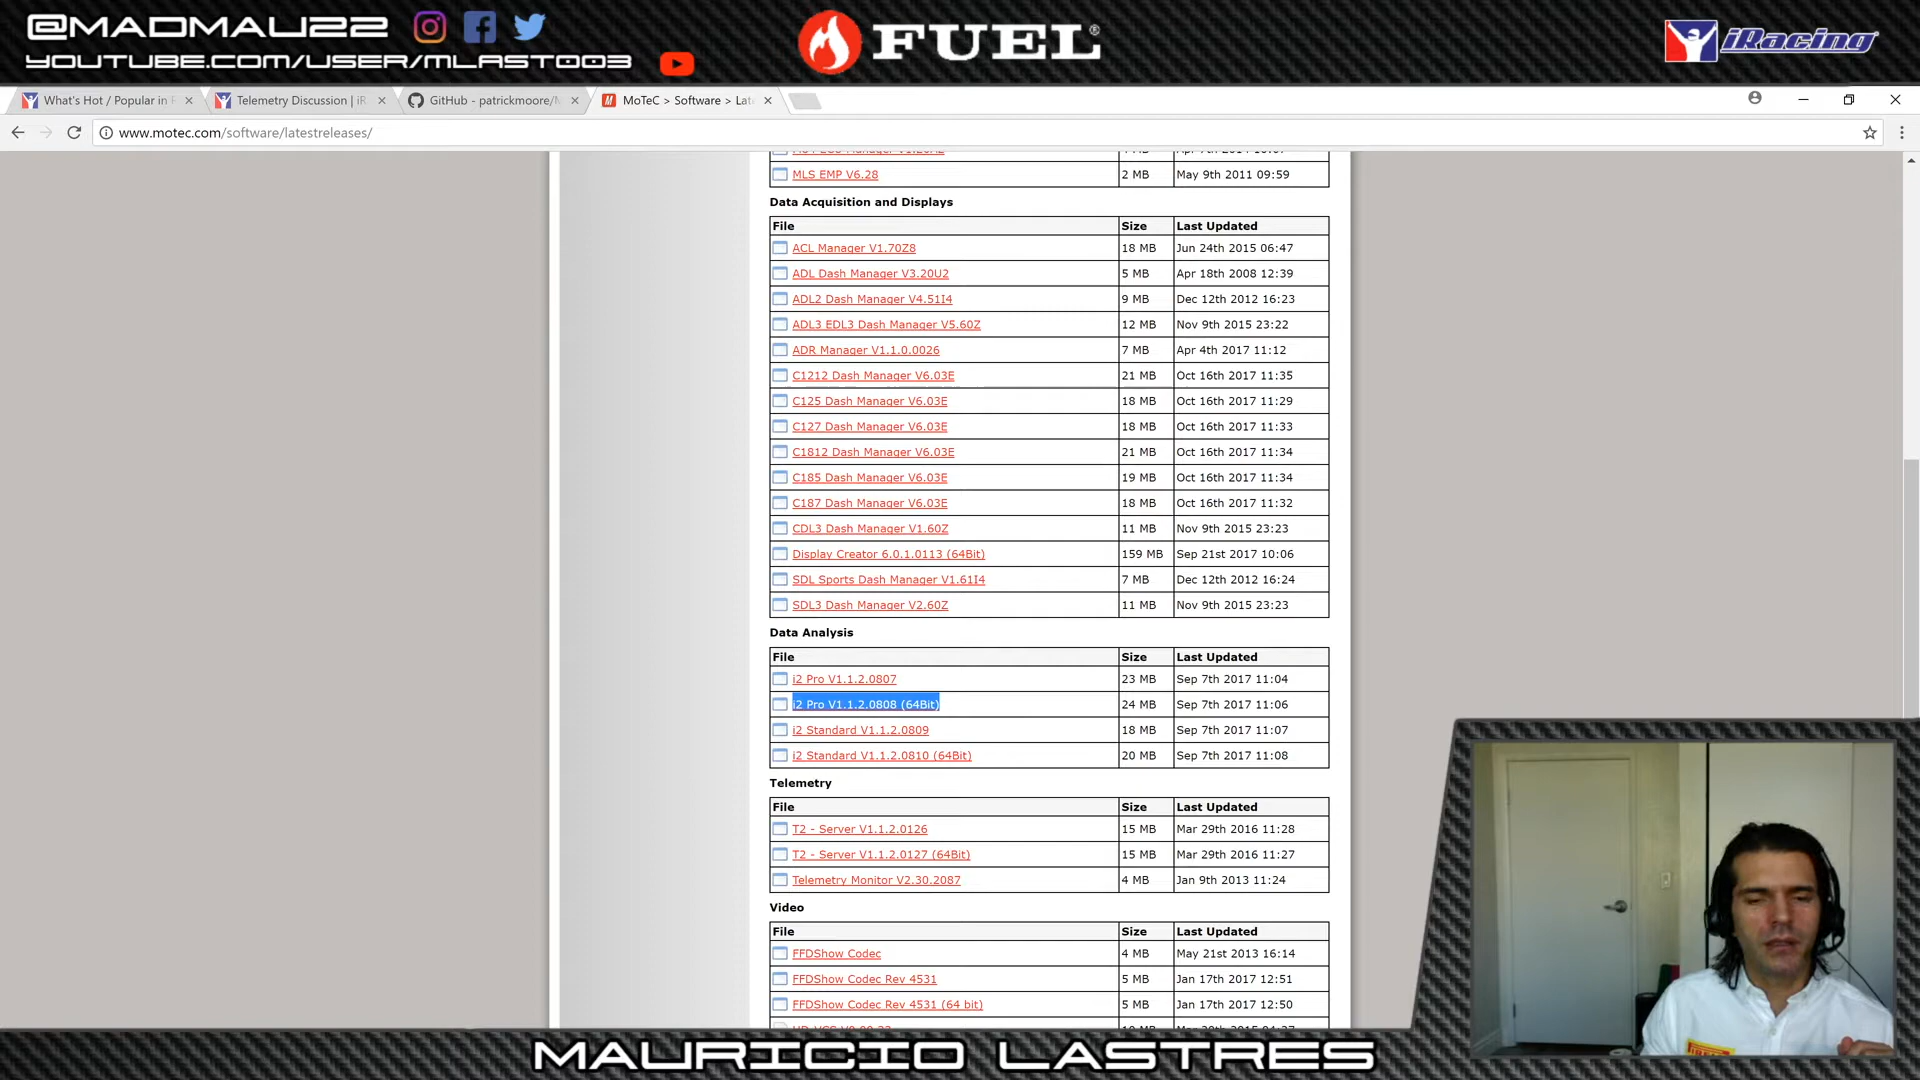 @MADMAU22
YOUTUBE.COM/USER/MLAST003
FUEL®
iRacing
What's Hot / Popular in
Telemetry Discussion | iR
GitHub - patrickmoore/
MoTeC > Software > Lat
www.motec.com/software/latestreleases/
MLS EMP V6.28 2 MB May 9th 2011 09:59
Data Acquisition and Displays
File Size Last Updated
ACL Manager V1.70Z8 18 MB Jun 24th 2015 06:47
ADL Dash Manager V3.20U2 5 MB Apr 18th 2008 12:39
ADL2 Dash Manager V4.51I4 9 MB Dec 12th 2012 16:23
ADL3 EDL3 Dash Manager V5.60Z 12 MB Nov 9th 2015 23:22
ADR Manager V1.1.0.0026 7 MB Apr 4th 2017 11:12
C1212 Dash Manager V6.03E 21 MB Oct 16th 2017 11:35
C125 Dash Manager V6.03E 18 MB Oct 16th 2017 11:29
C127 Dash Manager V6.03E 18 MB Oct 16th 2017 11:33
C1812 Dash Manager V6.03E 21 MB Oct 16th 2017 11:34
C185 Dash Manager V6.03E 19 MB Oct 16th 2017 11:34
C187 Dash Manager V6.03E 18 MB Oct 16th 2017 11:32
CDL3 Dash Manager V1.60Z 11 MB Nov 9th 2015 23:23
Display Creator 6.0.1.0113 (64Bit) 159 MB Sep 21st 2017 10:06
SDL Sports Dash Manager V1.61I4 7 MB Dec 12th 2012 16:24
SDL3 Dash Manager V2.60Z 11 MB Nov 9th 2015 23:23
Data Analysis
File Size Last Updated
i2 Pro V1.1.2.0807 23 MB Sep 7th 2017 11:04
i2 Pro V1.1.2.0808 (64Bit) 24 MB Sep 7th 2017 11:06
i2 Standard V1.1.2.0809 18 MB Sep 7th 2017 11:07
i2 Standard V1.1.2.0810 (64Bit) 20 MB Sep 7th 2017 11:08
Telemetry
File Size Last Updated
T2 - Server V1.1.2.0126 15 MB Mar 29th 2016 11:28
T2 - Server V1.1.2.0127 (64Bit) 15 MB Mar 29th 2016 11:27
Telemetry Monitor V2.30.2087 4 MB Jan 9th 2013 11:24
Video
File Size Last Updated
FFDShow Codec 4 MB May 21st 2013 16:14
FFDShow Codec Rev 4531 5 MB Jan 17th 2017 12:51
FFDShow Codec Rev 4531 (64 bit) 5 MB Jan 17th 2017 12:50
MAURICIO LASTRES